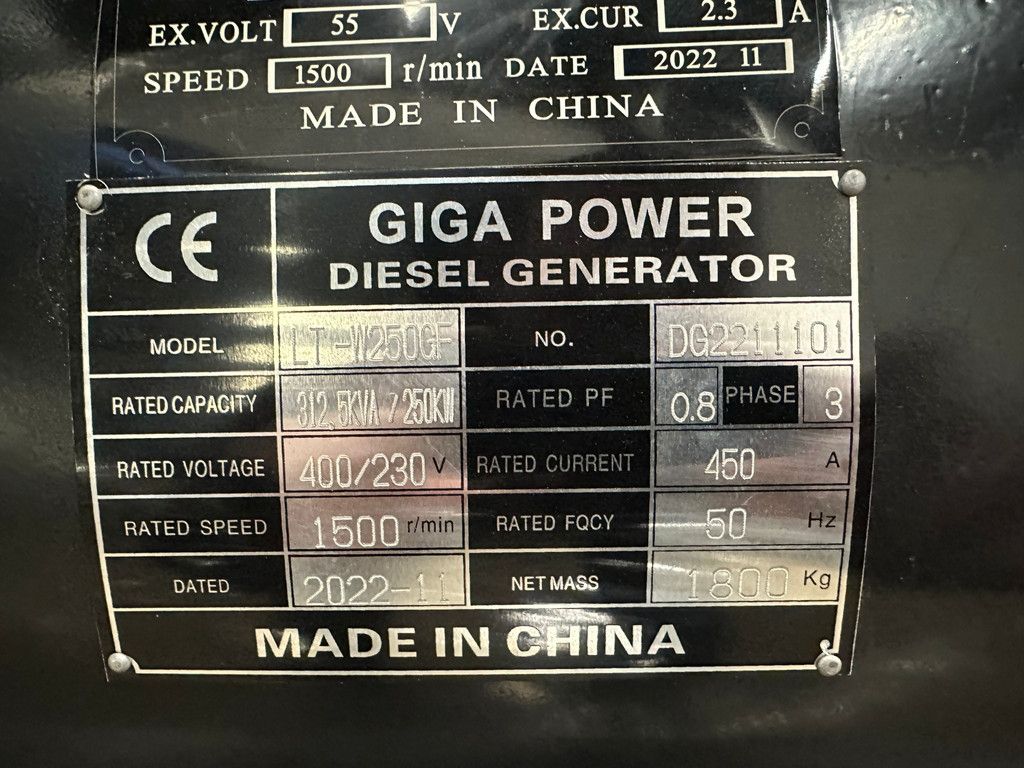 EX.VOLT 55 V EX.CUR 2.3 A
SPEED 1500 r/min DATE 2022 11
MADE IN CHINA
CE GIGA POWER
DIESEL GENERATOR
MODEL LT-W250GF NO. DG2211101
RATED CAPACITY 312.5KVA/250KW RATED PF 0.8 PHASE 3
RATED VOLTAGE 400/230 V RATED CURRENT 450 A
RATED SPEED 1500 r/min RATED FQCY 50 Hz
DATED 2022-11 NET MASS 1800 Kg
MADE IN CHINA